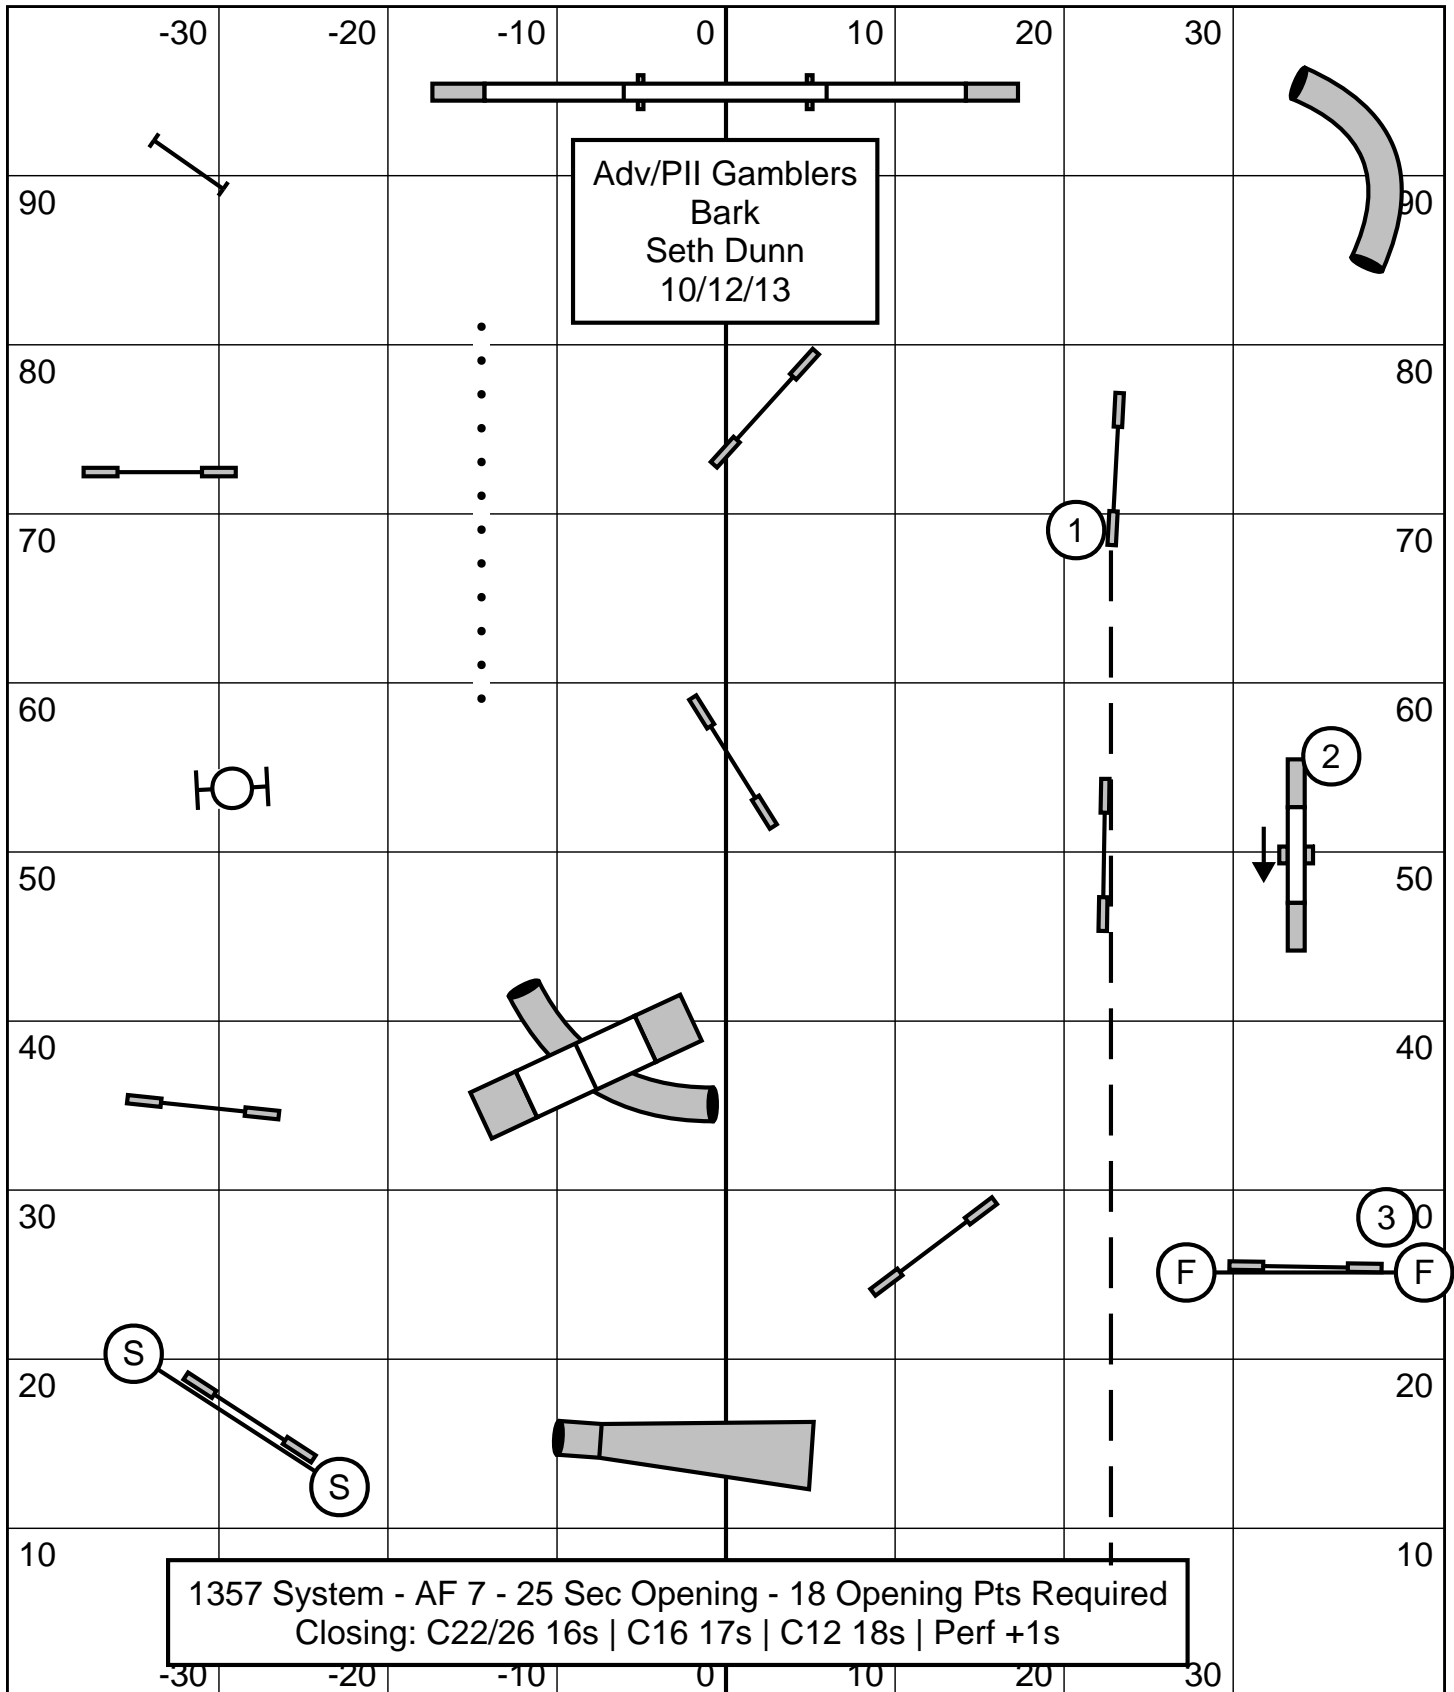 -30 -20 -10 0 10 20 30
Adv/PII Gamblers
Bark
Seth Dunn
10/12/13
90 90
80 80
1
70 70
60 60
2
50 50
40 40
30 3 0
F F
S
20 20
S
10 10
1357 System - AF 7 - 25 Sec Opening - 18 Opening Pts Required
Closing: C22/26 16s | C16 17s | C12 18s | Perf +1s
-30 -20 -10 0 10 20 30